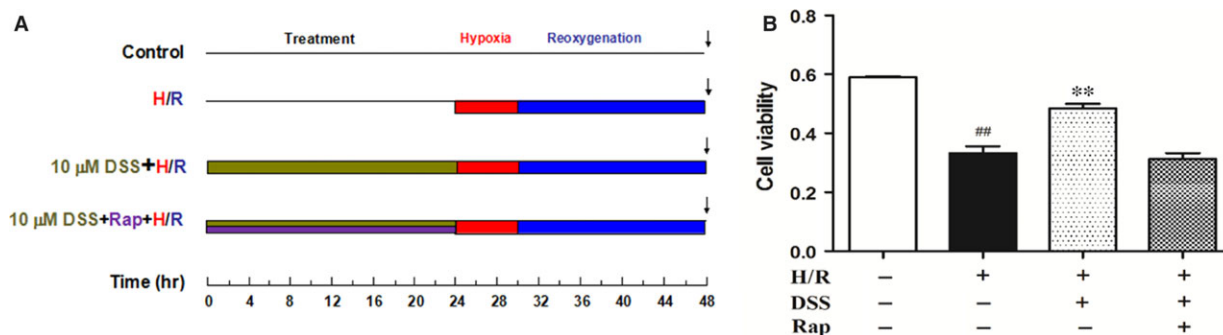 A
Treatment Hypoxia Reoxygenation
Control
H/R
10 μM DSS+H/R
10 μM DSS+Rap+H/R
Time (hr)
0 4 8 12 16 20 24 28 32 36 40 44 48
B
Cell viability
0.8
0.6
0.4
0.2
0.0
##
**
H/R – + + +
DSS – – + +
Rap – – – +